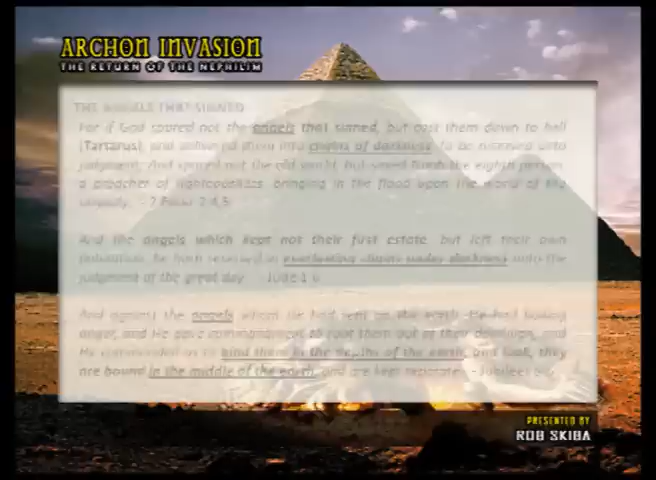 ARCHON INVASION
THE RETURN OF THE NEPHILIM
THE ANGELS THAT SINNED
For if God spared not the angels that sinned, but cast them down to hell
(Tartarus), and delivered them into chains of darkness, to be reserved unto
judgment; And spared not the old world, but saved Noah the eighth person,
a preacher of righteousness, bringing in the flood upon the world of the
ungodly. - 2 Peter 2:4,5
And the angels which kept not their first estate, but left their own
habitation, he hath reserved in everlasting chains under darkness unto the
judgment of the great day. Jude 1:6
And against the angels whom He had sent on the earth, He had
anger, and He gave commandment to root them out of their dominion, and
He commanded us to bind them in the depths of the earth, and look, they
are bound in the middle of the earth, and are kept separate. -Jubilees
PRESENTED BY
ROB SKIBA